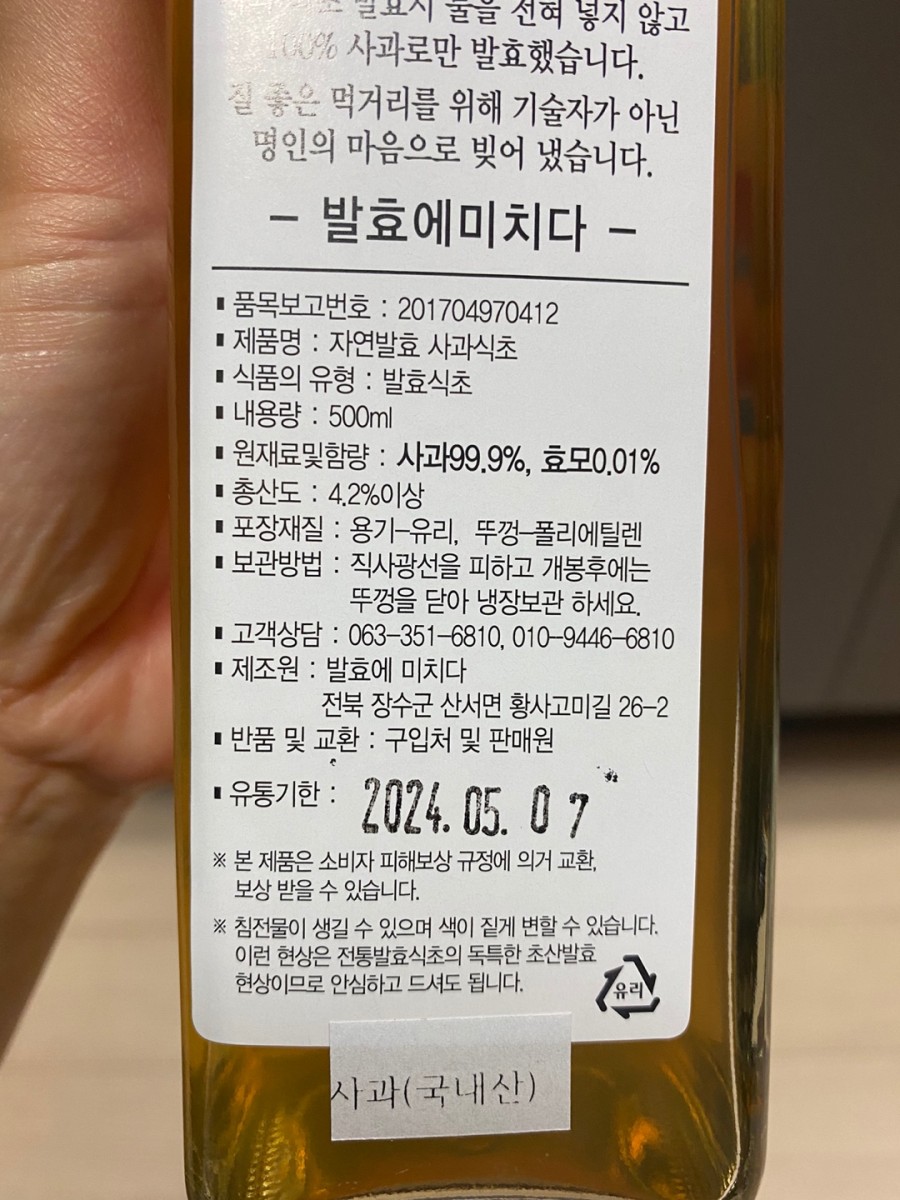 발효시 물을 전혀 넣지 않고
100% 사과로만 발효했습니다.
질 좋은 먹거리를 위해 기술자가 아닌
명인의 마음으로 빚어 냈습니다.
– 발효에미치다 –
▪ 품목보고번호 : 201704970412
▪ 제품명 : 자연발효 사과식초
▪ 식품의 유형 : 발효식초
▪ 내용량 : 500ml
▪ 원재료및함량 : 사과99.9%, 효모0.01%
▪ 총산도 : 4.2%이상
▪ 포장재질 : 용기–유리, 뚜껑–폴리에틸렌
▪ 보관방법 : 직사광선을 피하고 개봉후에는
뚜껑을 닫아 냉장보관 하세요.
▪ 고객상담 : 063–351–6810, 010–9446–6810
▪ 제조원 : 발효에 미치다
전북 장수군 산서면 황사고미길 26–2
▪ 반품 및 교환 : 구입처 및 판매원
▪ 유통기한 : 2024.05.07
※ 본 제품은 소비자 피해보상 규정에 의거 교환,
보상 받을 수 있습니다.
※ 침전물이 생길 수 있으며 색이 짙게 변할 수 있습니다.
이런 현상은 전통발효식초의 독특한 초산발효
현상이므로 안심하고 드셔도 됩니다.
유리
사과(국내산)